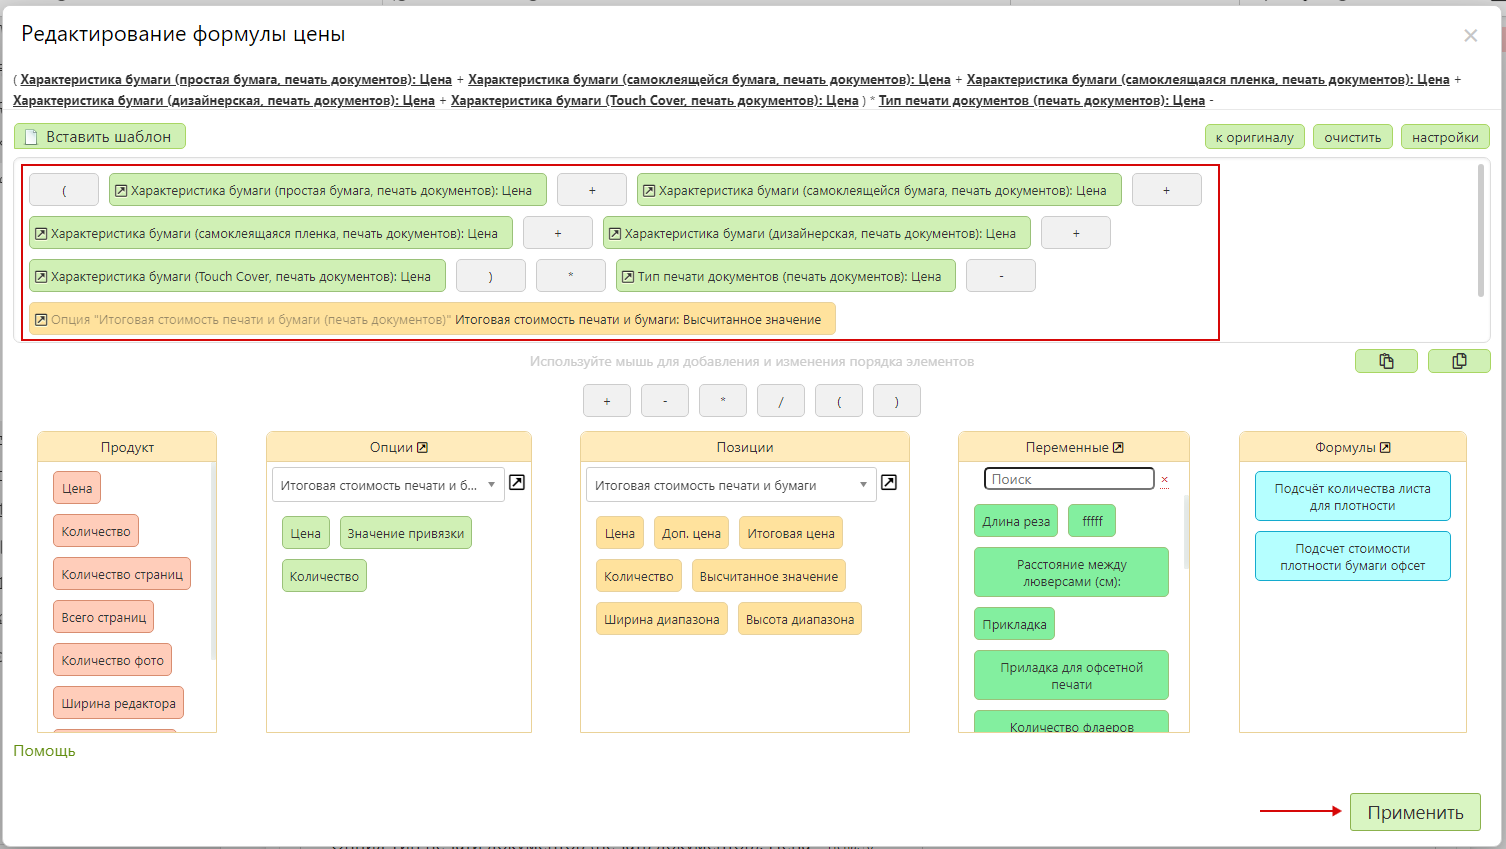 Редактирование формулы цены
×
( Характеристика бумаги (простая бумага, печать документов): Цена + Характеристика бумаги (самоклеящейся бумага, печать документов): Цена + Характеристика бумаги (самоклеящаяся пленка, печать документов): Цена +
Характеристика бумаги (дизайнерская, печать документов): Цена + Характеристика бумаги (Touch Cover, печать документов): Цена ) * Тип печати документов (печать документов): Цена -
Вставить шаблон
к оригиналу
очистить
настройки
( Характеристика бумаги (простая бумага, печать документов): Цена + Характеристика бумаги (самоклеящейся бумага, печать документов): Цена +
Характеристика бумаги (самоклеящаяся пленка, печать документов): Цена + Характеристика бумаги (дизайнерская, печать документов): Цена +
Характеристика бумаги (Touch Cover, печать документов): Цена ) * Тип печати документов (печать документов): Цена -
Опция "Итоговая стоимость печати и бумаги (печать документов)" Итоговая стоимость печати и бумаги: Высчитанное значение
Используйте мышь для добавления и изменения порядка элементов
+ - * / ( )
Продукт
Цена
Количество
Количество страниц
Всего страниц
Количество фото
Ширина редактора
Опции
Итоговая стоимость печати и б...
Цена
Значение привязки
Количество
Позиции
Итоговая стоимость печати и бумаги
Цена
Доп. цена
Итоговая цена
Количество
Высчитанное значение
Ширина диапазона
Высота диапазона
Переменные
Поиск
×
Длина реза
fffff
Расстояние между
люверсами (см):
Прикладка
Приладка для офсетной
печати
Количество флаеров
Формулы
Подсчёт количества листа
для плотности
Подсчет стоимости
плотности бумаги офсет
Помощь
Применить